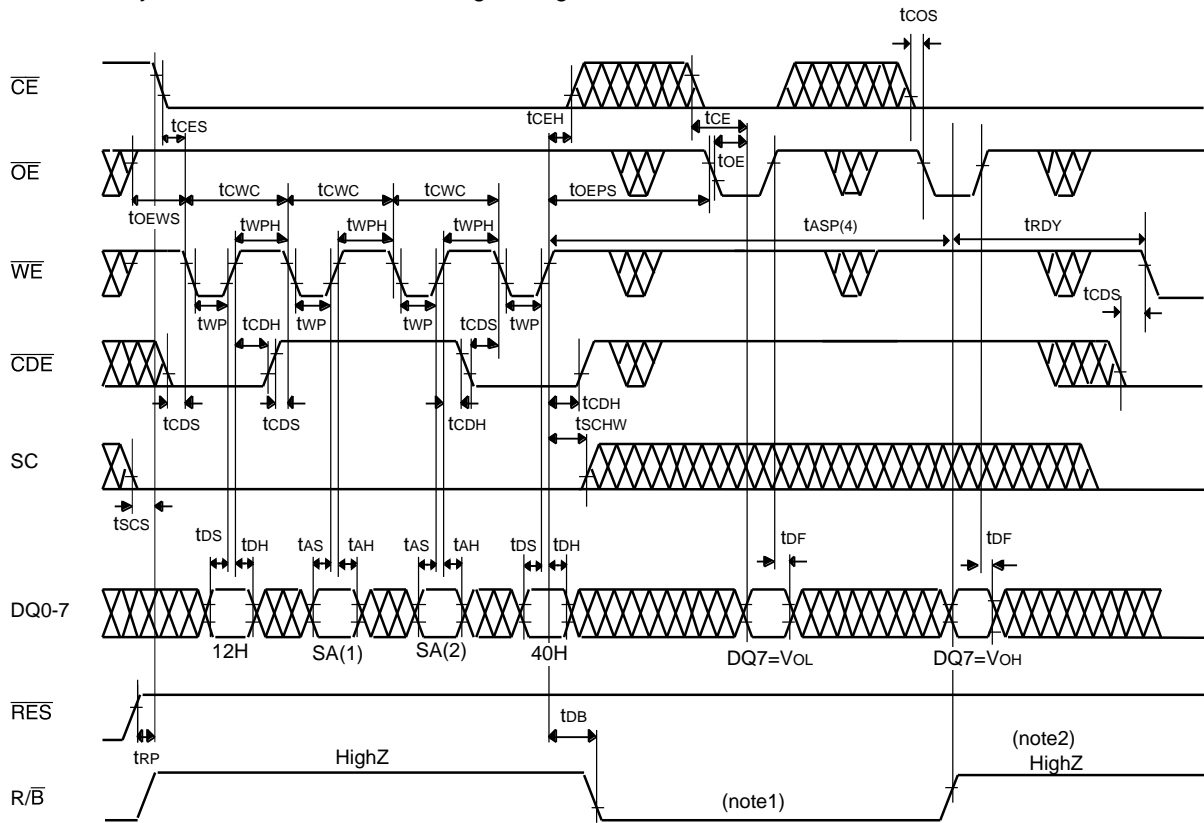 tCOS
CE
tCES
tCEH
tCE
OE
tOE
tOEWS
tCWC
tCWC
tCWC
tOEPS
tWPH
tWPH
tWPH
tASP(4)
tRDY
WE
tWP
tWP
tWP
tWP
tCDH
tCDS
tCDS
CDE
tCDS
tCDS
tCDH
tCDH
tSCHW
SC
tSCS
tDS
tDH
tAS
tAH
tAS
tAH
tDS
tDH
tDF
tDF
DQ0-7
12H
SA(1)
SA(2)
40H
DQ7=VOL
DQ7=VOH
RES
tRP
tDB
HighZ
(note2)
HighZ
R/B
(note1)